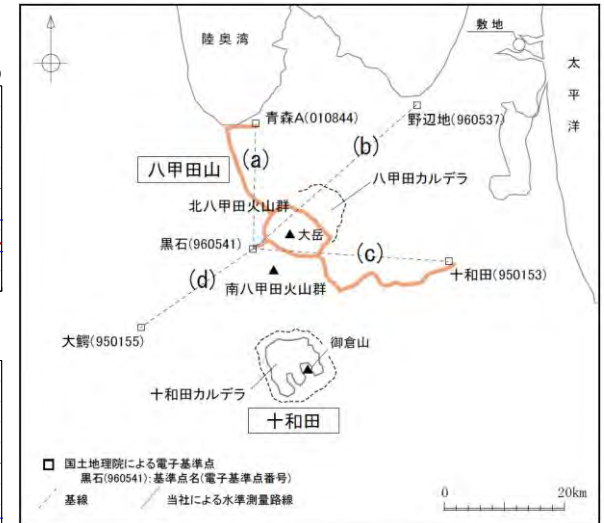 陸奥湾
敷地
太平洋
青森A(010844)
野辺地(960537)
(a)
(b)
八甲田山
八甲田カルデラ
北八甲田火山群
大岳
黒石(960541)
(c)
(d)
十和田(950153)
南八甲田火山群
大鰐(950155)
御倉山
十和田カルデラ
十和田
国土地理院による電子基準点
黒石(960541):基準点名(電子基準点番号)
基線
当社による水準測量路線
0
20km